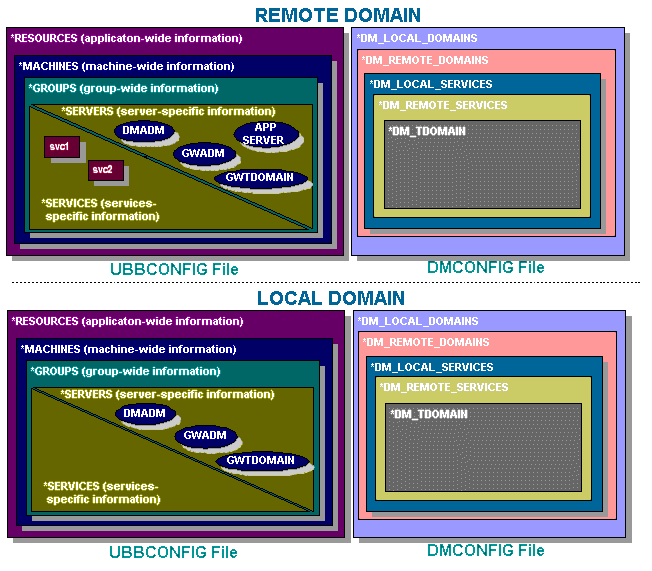 REMOTE DOMAIN
*RESOURCES (applicaton-wide information)
*MACHINES (machine-wide information)
*GROUPS (group-wide information)
*SERVERS (server-specific information)
DMADM
APP
SERVER
svc1
GWADM
svc2
GWTDOMAIN
*SERVICES (services-
specific information)
UBBCONFIG File
*DM_LOCAL_DOMAINS
*DM_REMOTE_DOMAINS
*DM_LOCAL_SERVICES
*DM_REMOTE_SERVICES
*DM_TDOMAIN
DMCONFIG File
LOCAL DOMAIN
*RESOURCES (applicaton-wide information)
*MACHINES (machine-wide information)
*GROUPS (group-wide information)
*SERVERS (server-specific information)
DMADM
GWADM
GWTDOMAIN
*SERVICES (services-
specific information)
UBBCONFIG File
*DM_LOCAL_DOMAINS
*DM_REMOTE_DOMAINS
*DM_LOCAL_SERVICES
*DM_REMOTE_SERVICES
*DM_TDOMAIN
DMCONFIG File